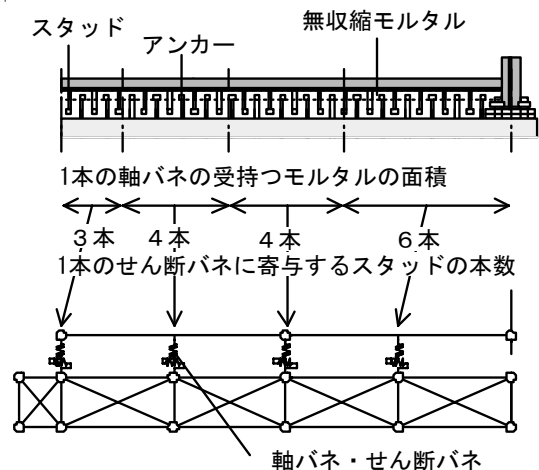 スタッド
アンカー
無収縮モルタル
1本の軸バネの受持つモルタルの面積
3本 4本 4本 6本
1本のせん断バネに寄与するスタッドの本数
軸バネ・せん断バネ